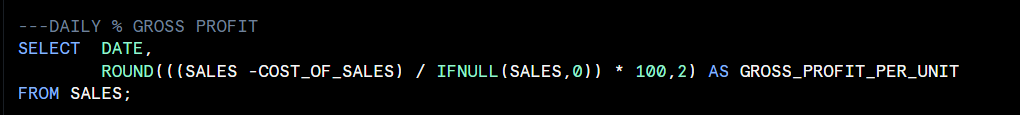 ---DAILY % GROSS PROFIT
SELECT  DATE,
        ROUND(((SALES -COST_OF_SALES) / IFNULL(SALES,0)) * 100,2) AS GROSS_PROFIT_PER_UNIT
FROM SALES;